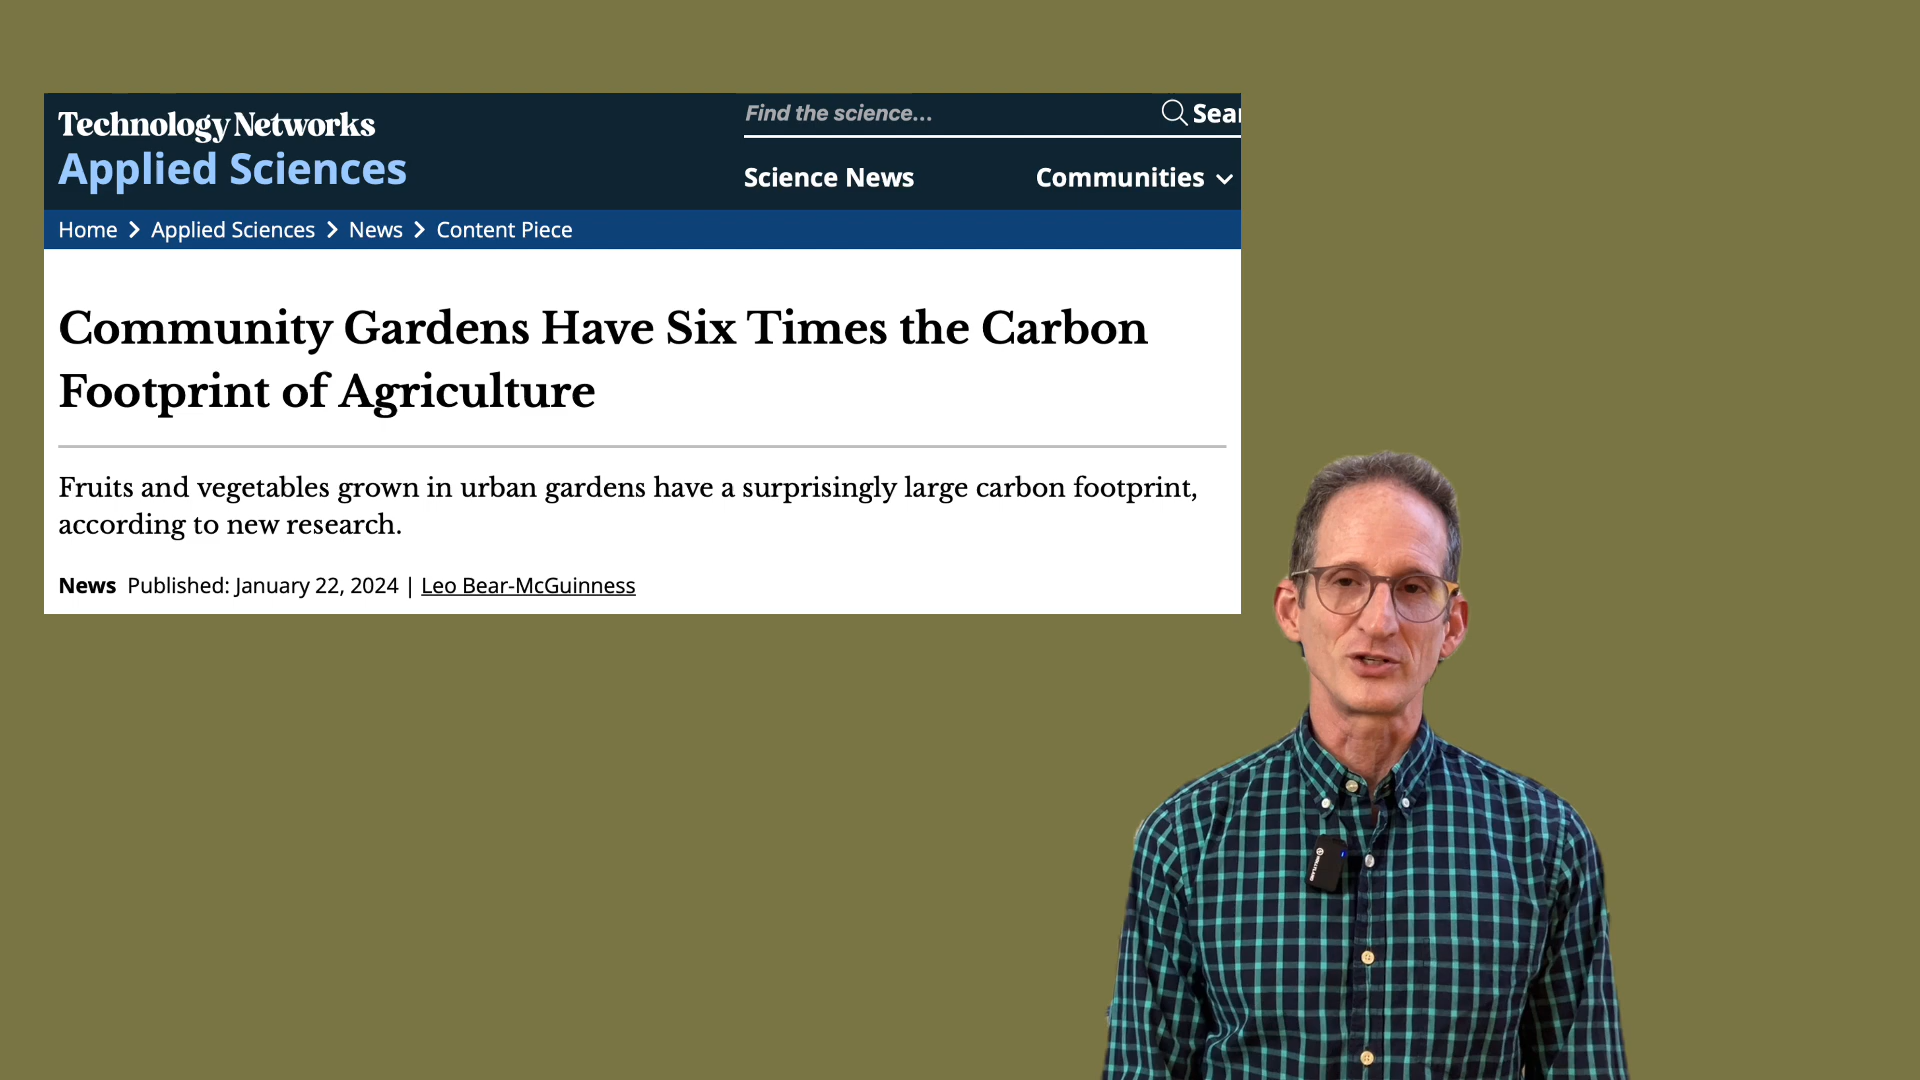 Technology Networks
Applied Sciences
Find the science...
Sear
Science News
Communities
Home > Applied Sciences > News > Content Piece
Community Gardens Have Six Times the Carbon
Footprint of Agriculture
Fruits and vegetables grown in urban gardens have a surprisingly large carbon footprint,
according to new research.
News Published: January 22, 2024 | Leo Bear-McGuinness